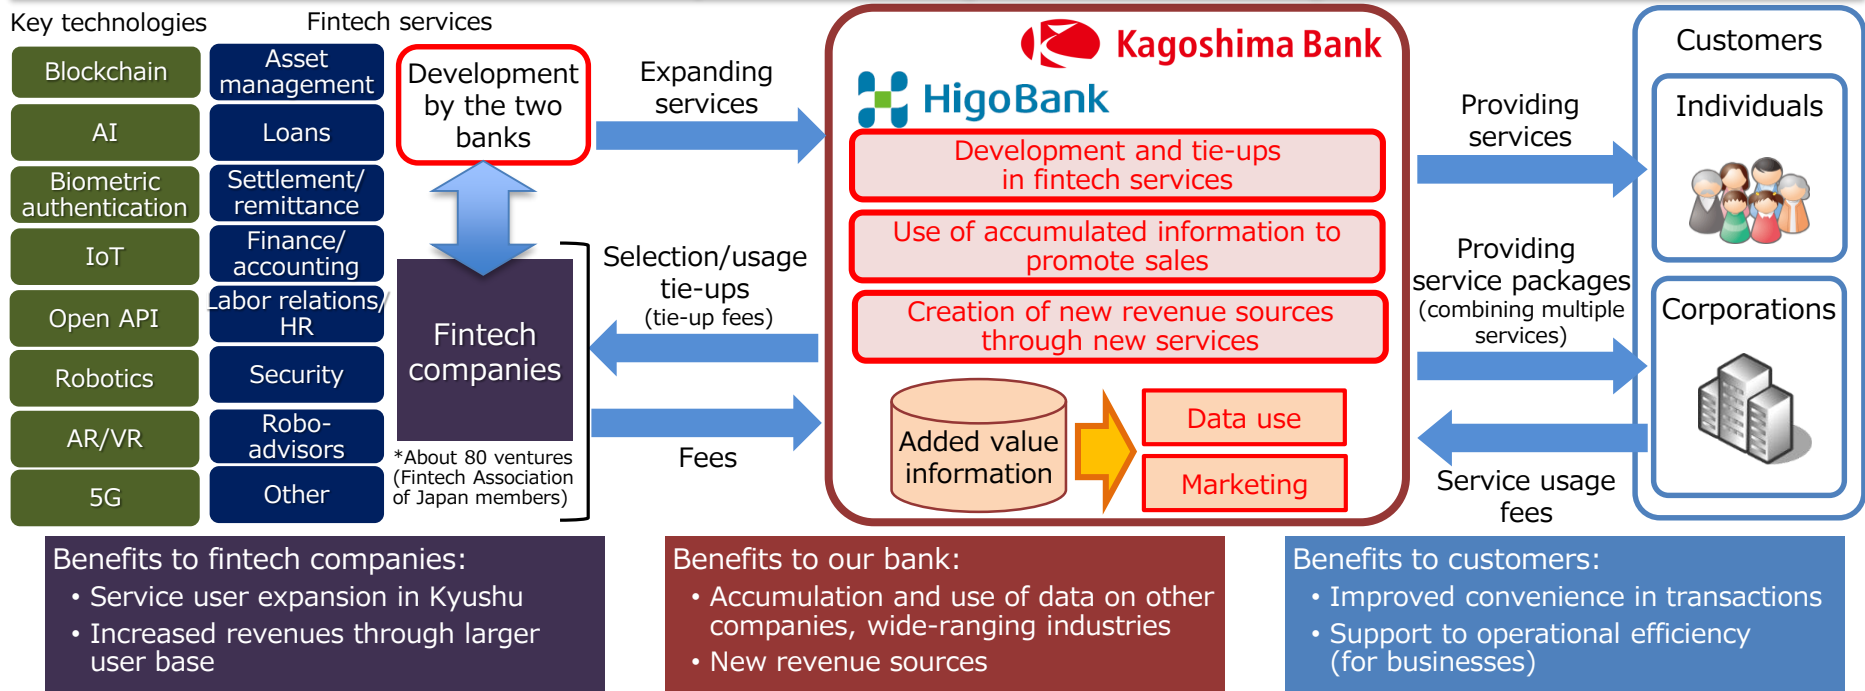 Key technologies
Blockchain
AI
Biometric
authentication
IoT
Open API
Robotics
AR/VR
5G
Fintech services
Asset
management
Loans
Settlement/
remittance
Finance/
accounting
Labor relations/
HR
Security
Robo-
advisors
Other
Development
by the two
banks
Fintech
companies
*About 80 ventures
(Fintech Association
of Japan members)
Expanding
services
Selection/usage
tie-ups
(tie-up fees)
Fees
Kagoshima Bank
HigoBank
Development and tie-ups
in fintech services
Use of accumulated information to
promote sales
Creation of new revenue sources
through new services
Added value
information
Data use
Marketing
Providing
services
Providing
service packages
(combining multiple
services)
Service usage
fees
Customers
Individuals
Corporations
Benefits to fintech companies:
• Service user expansion in Kyushu
• Increased revenues through larger
user base
Benefits to our bank:
• Accumulation and use of data on other
companies, wide-ranging industries
• New revenue sources
Benefits to customers:
• Improved convenience in transactions
• Support to operational efficiency
(for businesses)